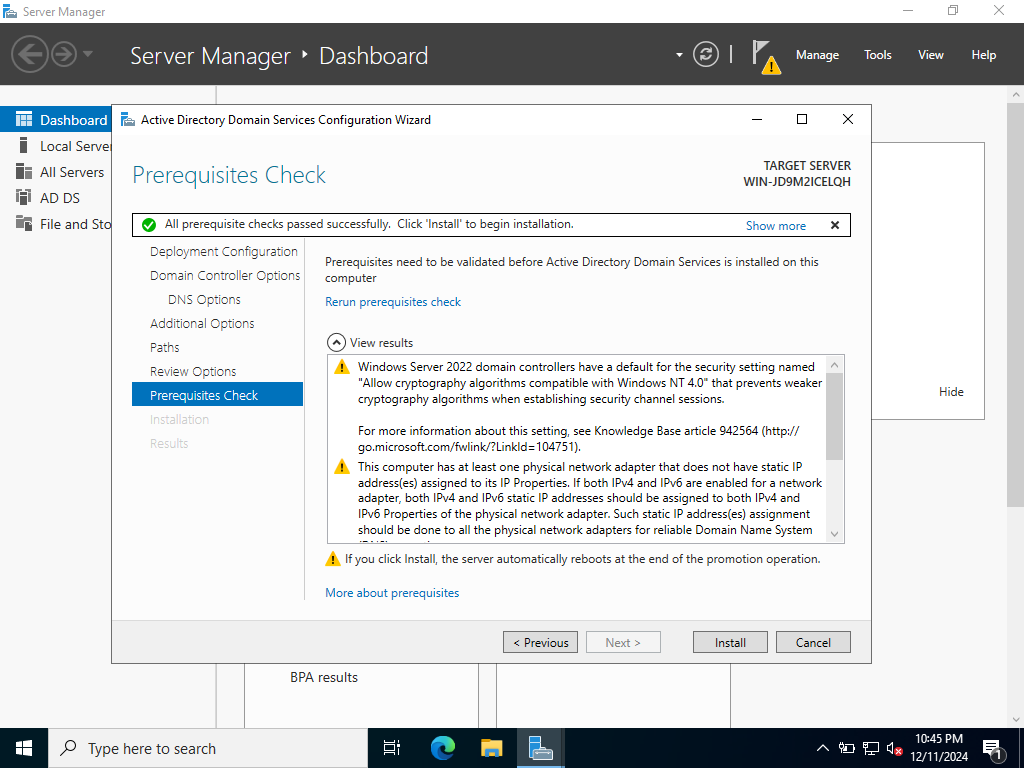 Server Manager
Server Manager Dashboard
Manage
Tools
View
Help
Dashboard
Local Server
All Servers
AD DS
File and Sto
Hide
BPA results
Active Directory Domain Services Configuration Wizard
Prerequisites Check
TARGET SERVER
WIN-JD9M2ICELQH
All prerequisite checks passed successfully. Click 'Install' to begin installation.
Show more
Deployment Configuration
Domain Controller Options
DNS Options
Additional Options
Paths
Review Options
Prerequisites Check
Installation
Results
Prerequisites need to be validated before Active Directory Domain Services is installed on this
computer
Rerun prerequisites check
View results
Windows Server 2022 domain controllers have a default for the security setting named
"Allow cryptography algorithms compatible with Windows NT 4.0" that prevents weaker
cryptography algorithms when establishing security channel sessions.
For more information about this setting, see Knowledge Base article 942564 (http://
go.microsoft.com/fwlink/?LinkId=104751).
This computer has at least one physical network adapter that does not have static IP
address(es) assigned to its IP Properties. If both IPv4 and IPv6 are enabled for a network
adapter, both IPv4 and IPv6 static IP addresses should be assigned to both IPv4 and
IPv6 Properties of the physical network adapter. Such static IP address(es) assignment
should be done to all the physical network adapters for reliable Domain Name System
If you click Install, the server automatically reboots at the end of the promotion operation.
More about prerequisites
< Previous
Next >
Install
Cancel
Type here to search
10:45 PM
12/11/2024
1